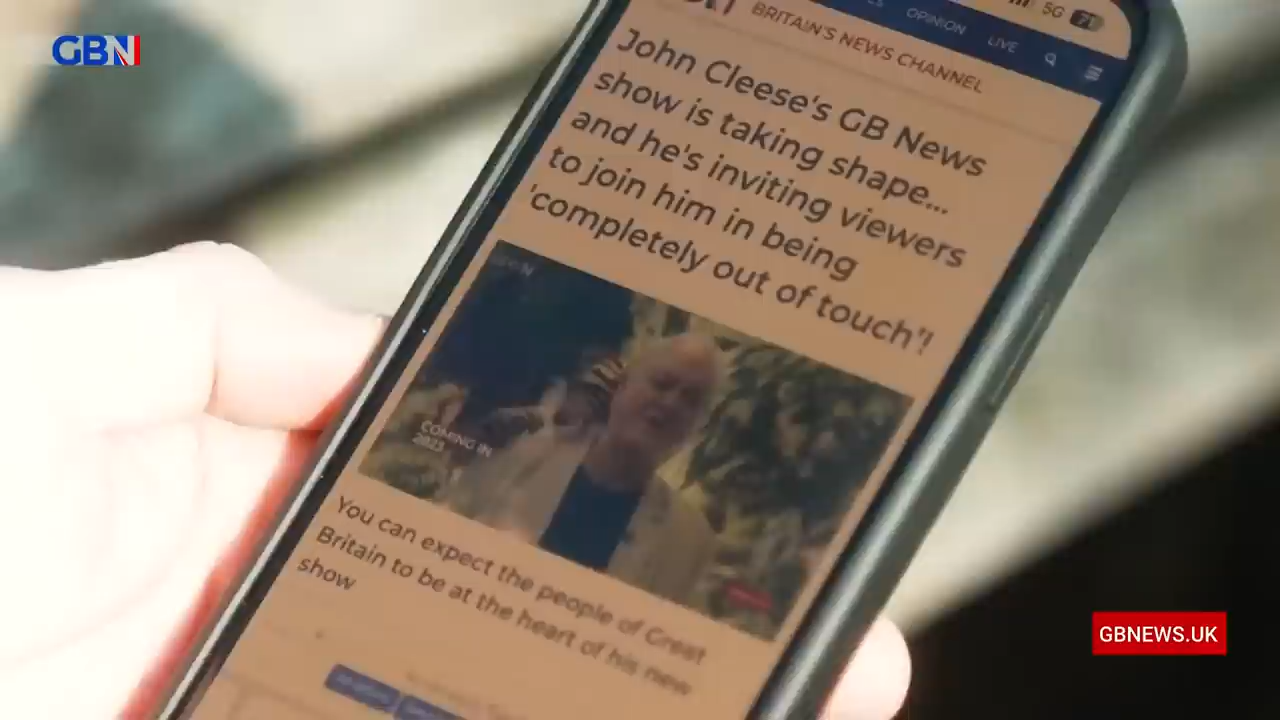 GBN
5G 71
OPINION LIVE
BRITAIN'S NEWS CHANNEL
John Cleese's GB News
show is taking shape...
and he's inviting viewers
to join him in being
'completely out of touch'!
COMING IN
2023
You can expect the people of Great
Britain to be at the heart of his new
show
GBNEWS.UK